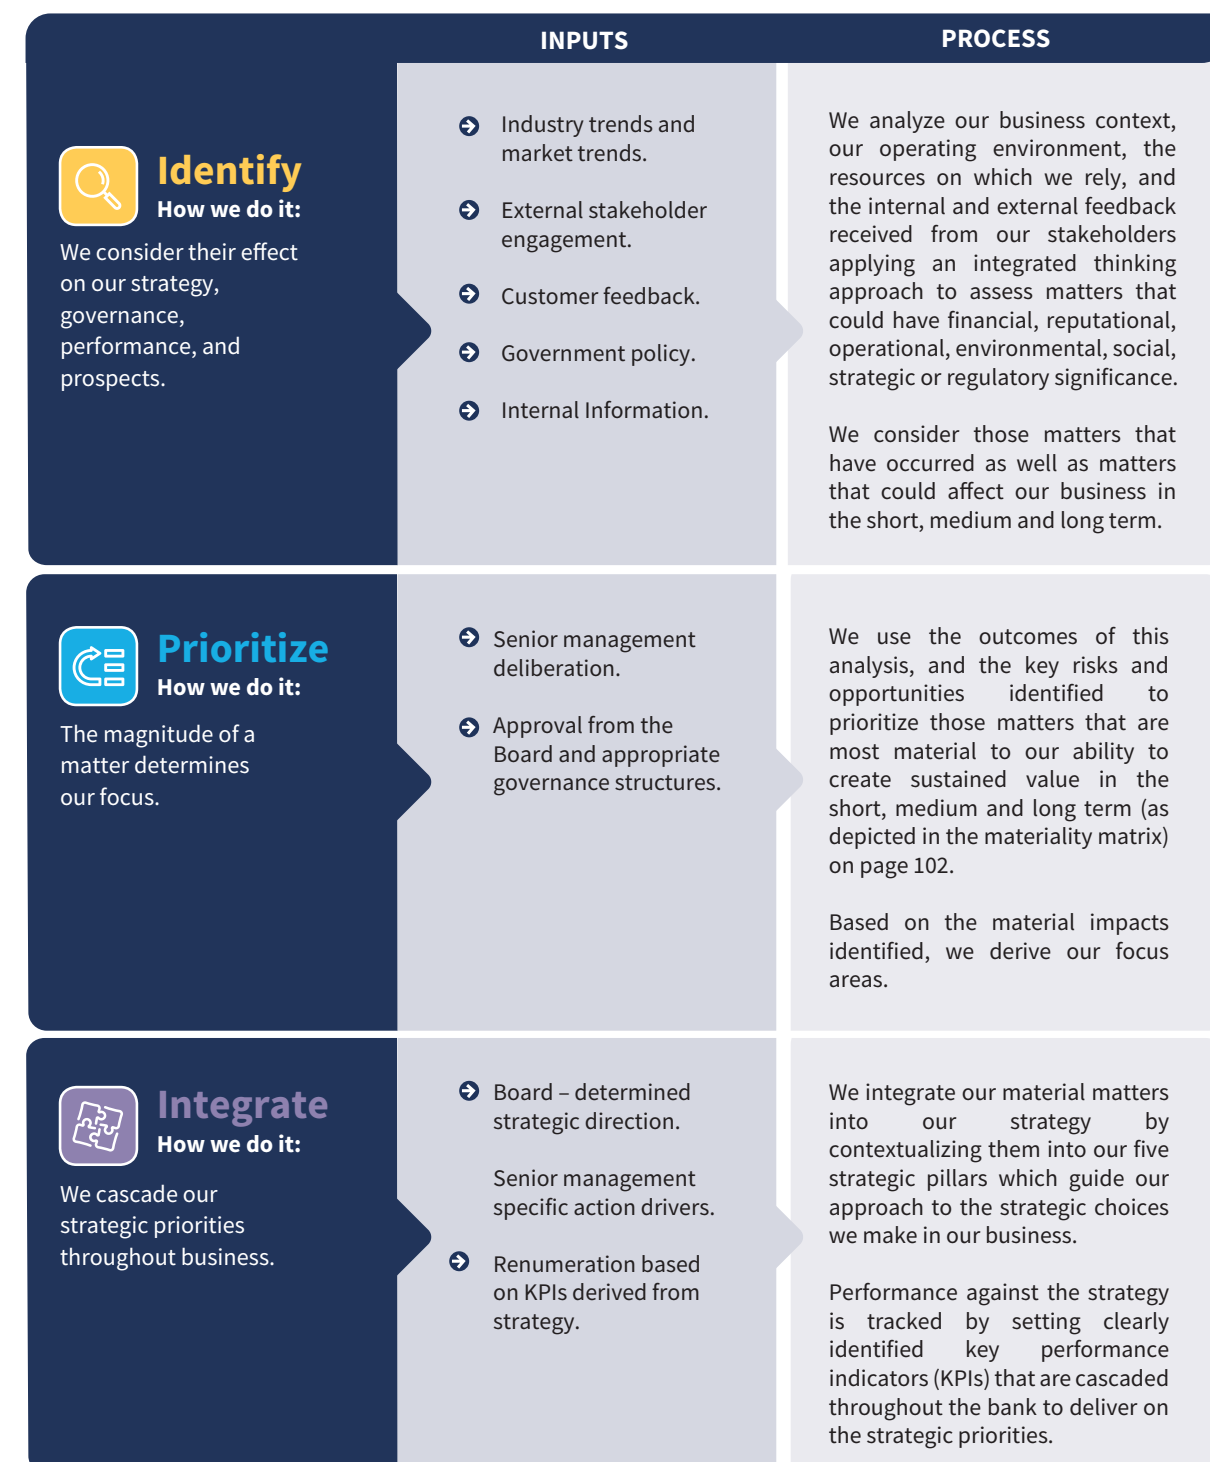 INPUTS
PROCESS
Identify
How we do it:
We consider their effect
on our strategy,
governance,
performance, and
prospects.
Industry trends and
market trends.
External stakeholder
engagement.
Customer feedback.
Government policy.
Internal Information.
We analyze our business context,
our operating environment, the
resources on which we rely, and
the internal and external feedback
received from our stakeholders
applying an integrated thinking
approach to assess matters that
could have financial, reputational,
operational, environmental, social,
strategic or regulatory significance.
We consider those matters that
have occurred as well as matters
that could affect our business in
the short, medium and long term.
Prioritize
How we do it:
The magnitude of a
matter determines
our focus.
Senior management
deliberation.
Approval from the
Board and appropriate
governance structures.
We use the outcomes of this
analysis, and the key risks and
opportunities identified to
prioritize those matters that are
most material to our ability to
create sustained value in the
short, medium and long term (as
depicted in the materiality matrix)
on page 102.
Based on the material impacts
identified, we derive our focus
areas.
Integrate
How we do it:
We cascade our
strategic priorities
throughout business.
Board – determined
strategic direction.
Senior management
specific action drivers.
Renumeration based
on KPIs derived from
strategy.
We integrate our material matters
into our strategy by
contextualizing them into our five
strategic pillars which guide our
approach to the strategic choices
we make in our business.
Performance against the strategy
is tracked by setting clearly
identified key performance
indicators (KPIs) that are cascaded
throughout the bank to deliver on
the strategic priorities.